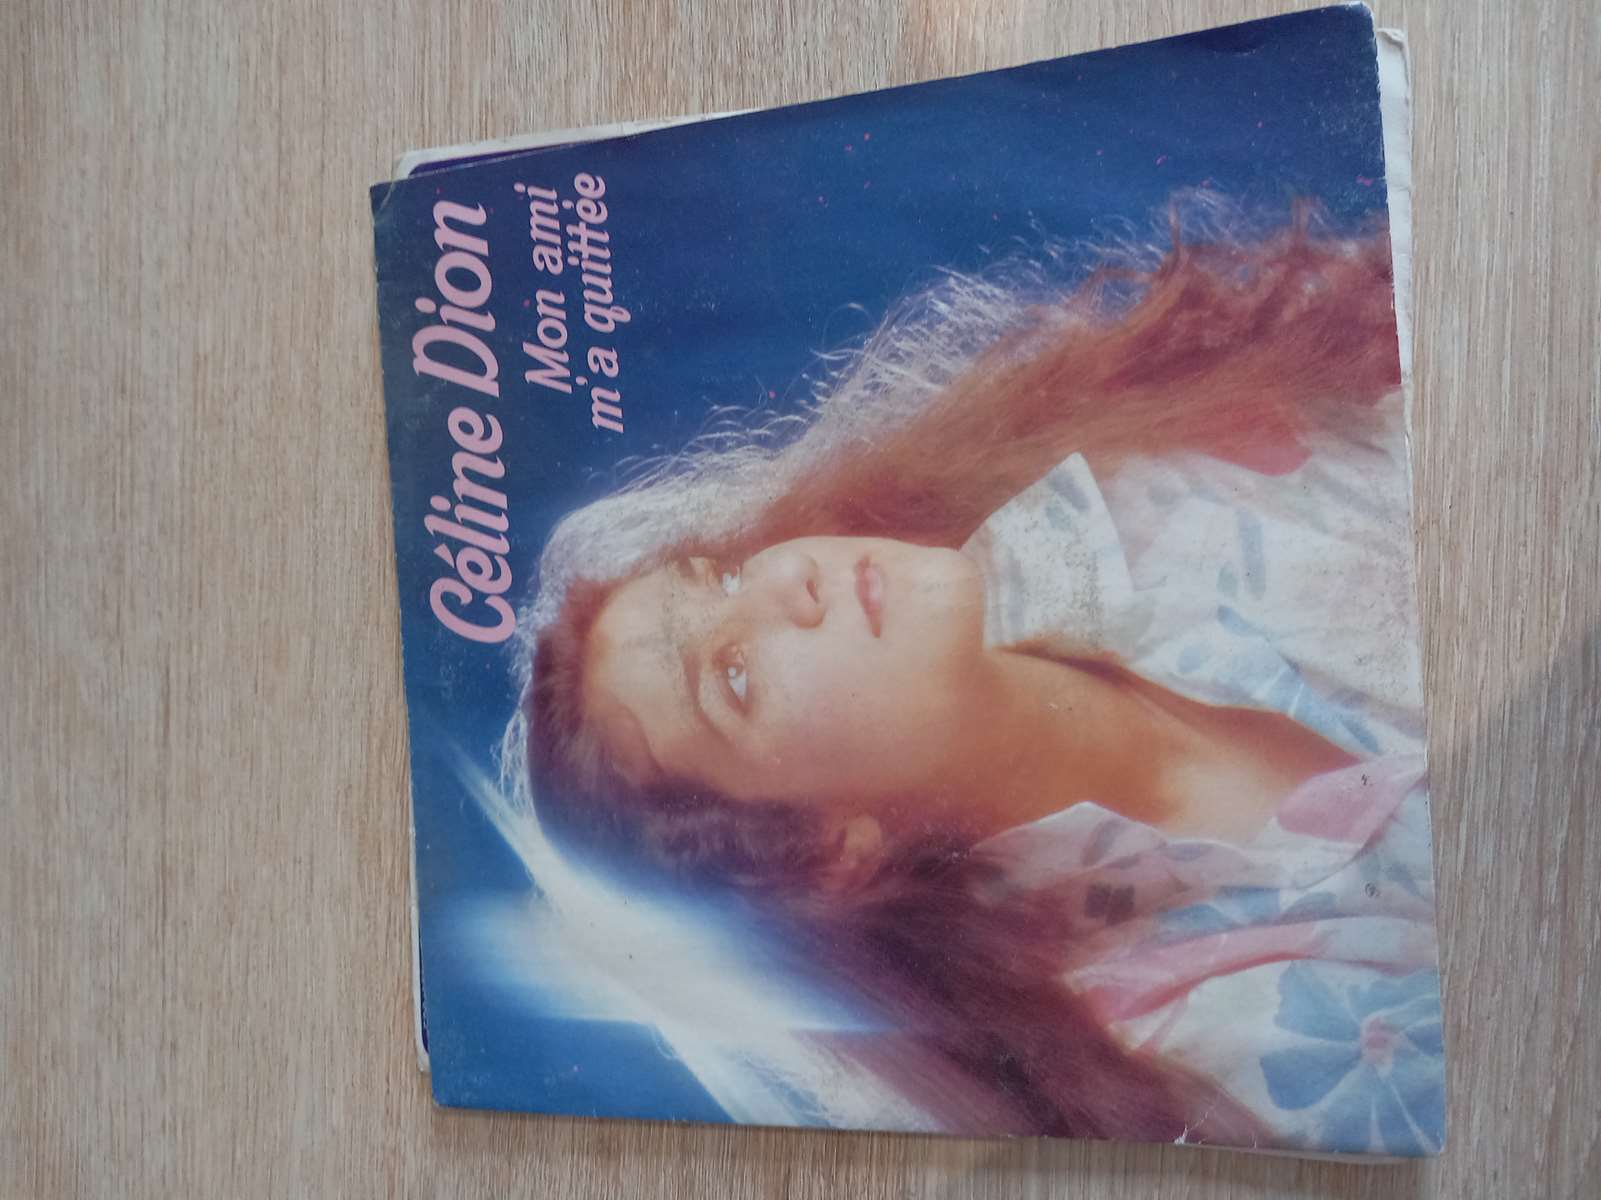 Céline Dion
Mon ami
m'a quittée